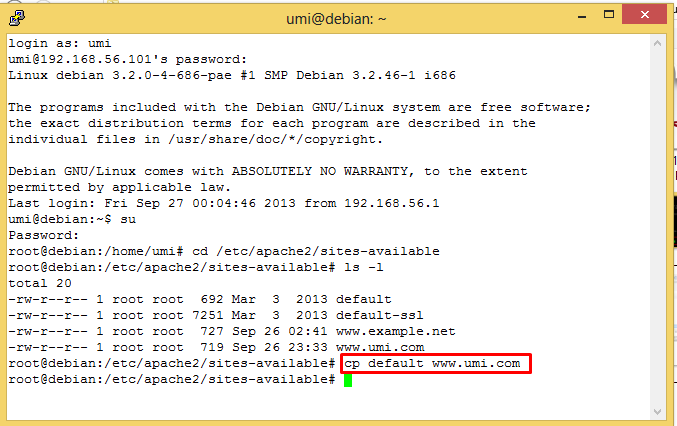 umi@debian: ~
login as: umi
umi@192.168.56.101's password:
Linux debian 3.2.0-4-686-pae #1 SMP Debian 3.2.46-1 i686
The programs included with the Debian GNU/Linux system are free software;
the exact distribution terms for each program are described in the
individual files in /usr/share/doc/*/copyright.
Debian GNU/Linux comes with ABSOLUTELY NO WARRANTY, to the extent
permitted by applicable law.
Last login: Fri Sep 27 00:04:46 2013 from 192.168.56.1
umi@debian:~$ su
Password:
root@debian:/home/umi# cd /etc/apache2/sites-available
root@debian:/etc/apache2/sites-available# ls -l
total 20
-rw-r--r-- 1 root root  692 Mar  3  2013 default
-rw-r--r-- 1 root root 7251 Mar  3  2013 default-ssl
-rw-r--r-- 1 root root  727 Sep 26 02:41 www.example.net
-rw-r--r-- 1 root root  719 Sep 26 23:33 www.umi.com
root@debian:/etc/apache2/sites-available# cp default www.umi.com
root@debian:/etc/apache2/sites-available#